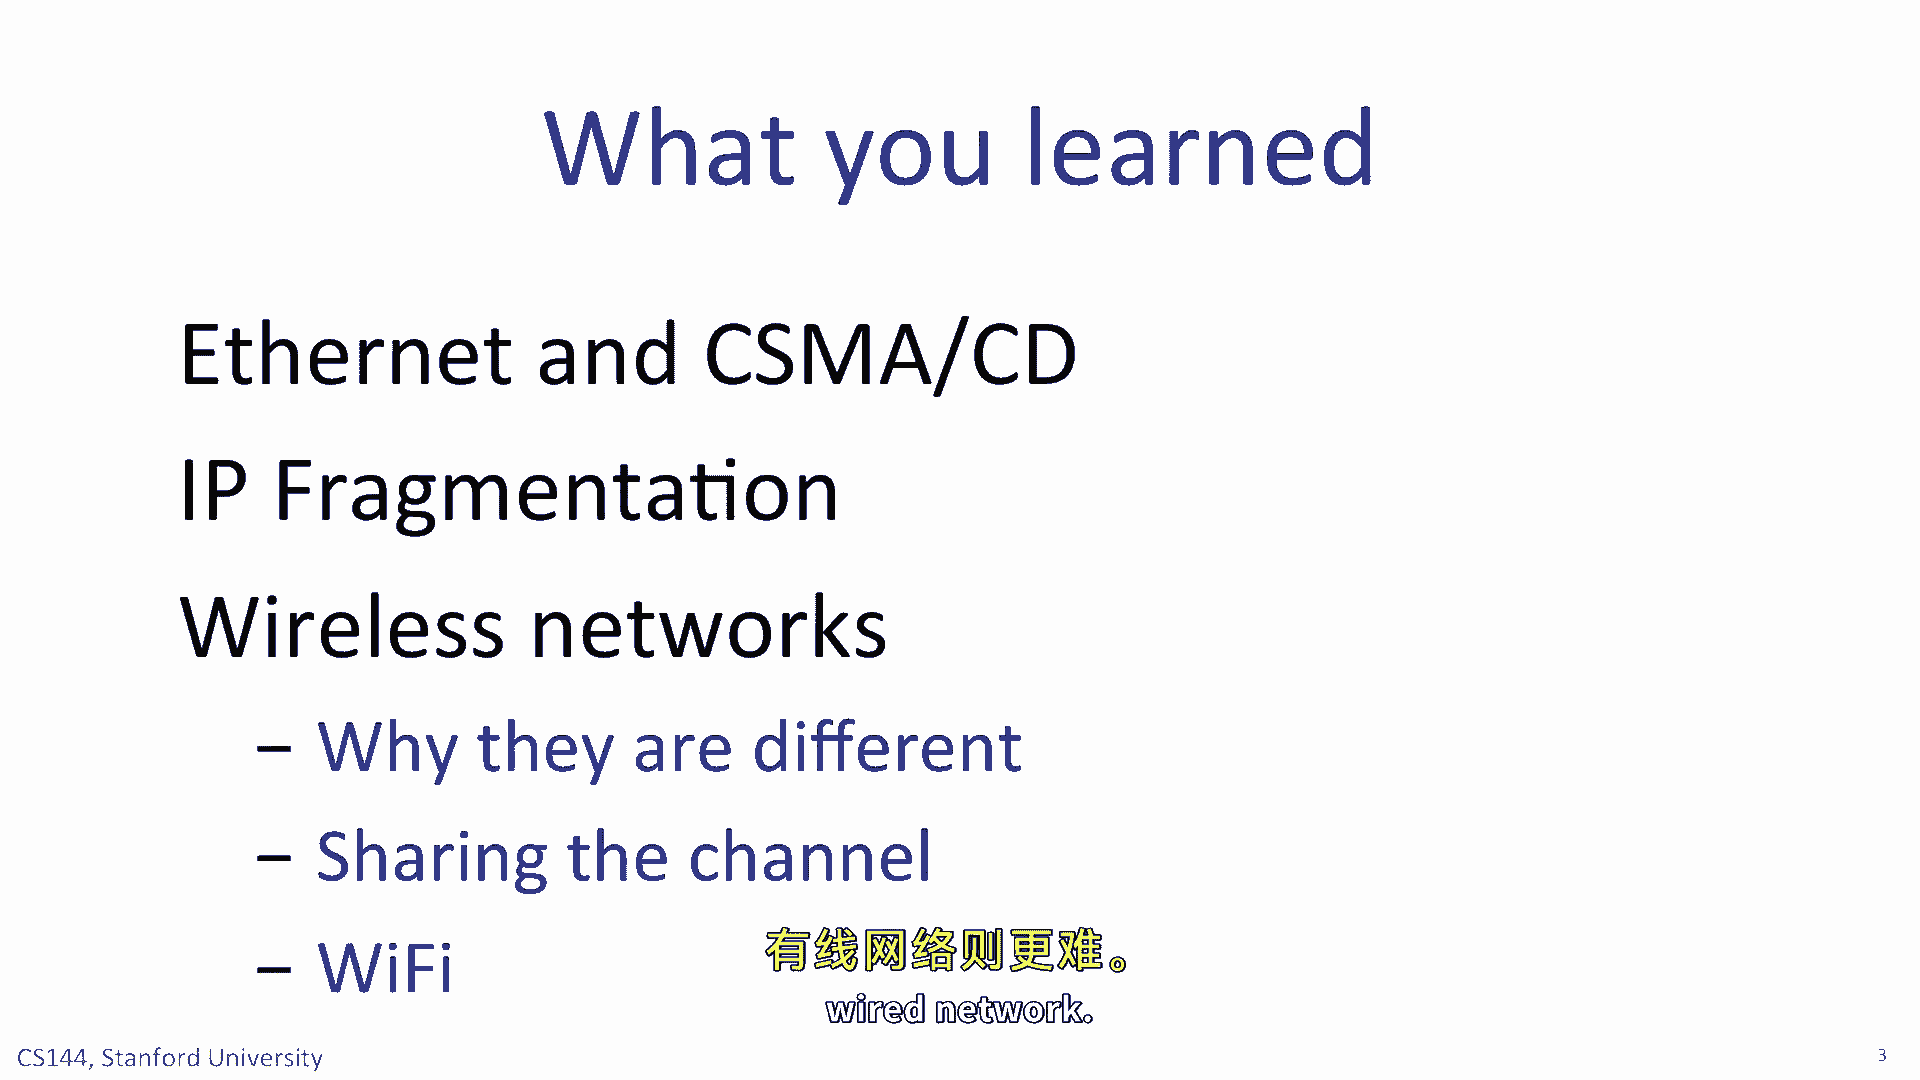 What you learned
Ethernet and CSMA/CD
IP Fragmentation
Wireless networks
– Why they are different
– Sharing the channel
– WiFi
有线网络则更难。
wired network.
CS144, Stanford University
3